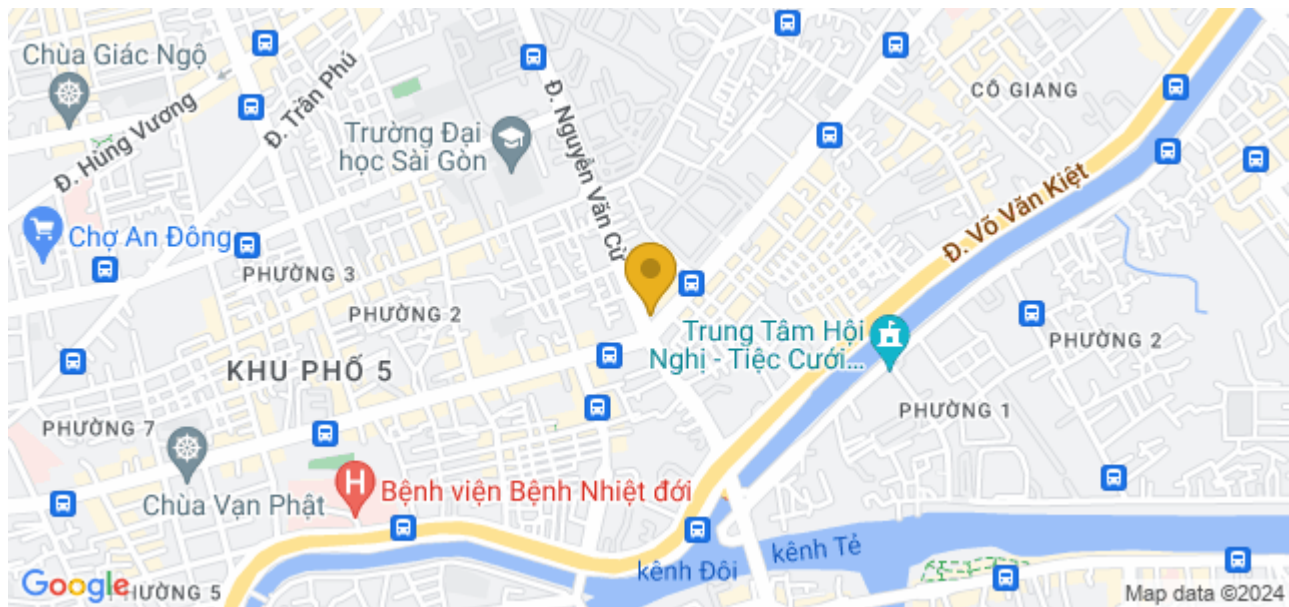 Chùa Giác Ngộ
Đ. Hùng Vương
Đ. Trần Phú
Trường Đại
học Sài Gòn
Đ. Nguyễn Văn Cừ
CÔ GIANG
Đ. Võ Văn Kiệt
Chợ An Đông
PHƯỜNG 3
PHƯỜNG 2
KHU PHỐ 5
Trung Tâm Hội
Nghị - Tiệc Cưới...
PHƯỜNG 2
PHƯỜNG 1
PHƯỜNG 7
Chùa Vạn Phật
H
Bệnh viện Bệnh Nhiệt đới
kênh Đôi
kênh Tẻ
Google
HƯỜNG 5
Map data ©2024